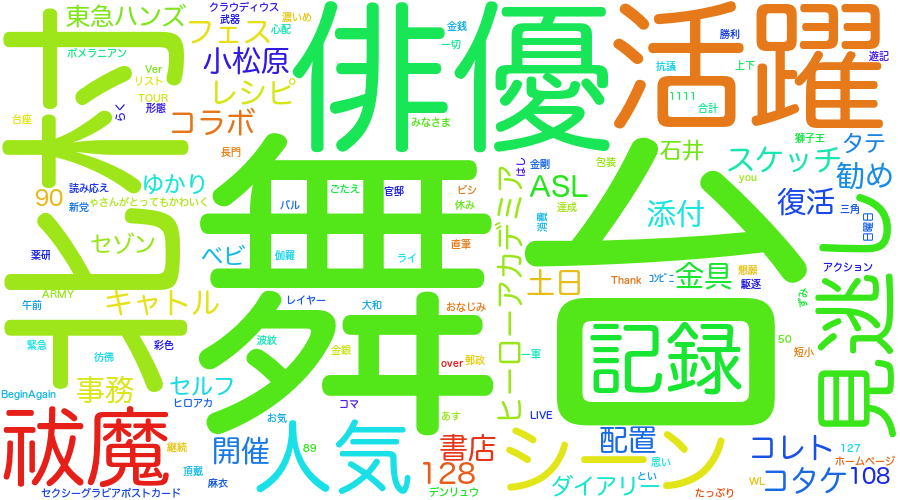 クラウディウス
東急ハンズ
武器
フェス
濃いめ
心配
金銭
一切
ポメラニアン
小松原
Ver
リスト
レシピ
TOUR
形態
らく
台座
コラボ
俳優
活躍
勝利
遊記
抗議
上下
1111
合計
みなさま
長門
獅子王
石井
タテ
スケッチ
you
勧め
90
読み応え
ゆかり
新党
ゃさんがとってもかわいく
ごたえ
官邸
バル
ピシ
休み
はし
金剛
包装
ASL
達成
添付
復活
三角
日曜日
セゾン
薬研
ベビ
伽羅
ライ
直筆
舞台
ヒーローアカデミア
土日
Thank
コンビニ
金具
懇願
駆逐
アクション
見逃し
ARMY
午前
キャトル
レイヤー
大和
おなじみ
ずみ
緊急
彷彿
彩色
波紋
金銀
一軍
over
郵政
50
短小
記録
BeginAgain
事務
セルフ
ヒロアカ
コマ
あす
LIVE
お気
祓魔
継続
開催
89
人気
書店
シーン
配置
思い
とい
コレト
127
ホームページ
頂戴
麻衣
128
デンリュウ
ダイアリー
たっぷり
WL
コタケ
108
セクシーグラビアポストカード